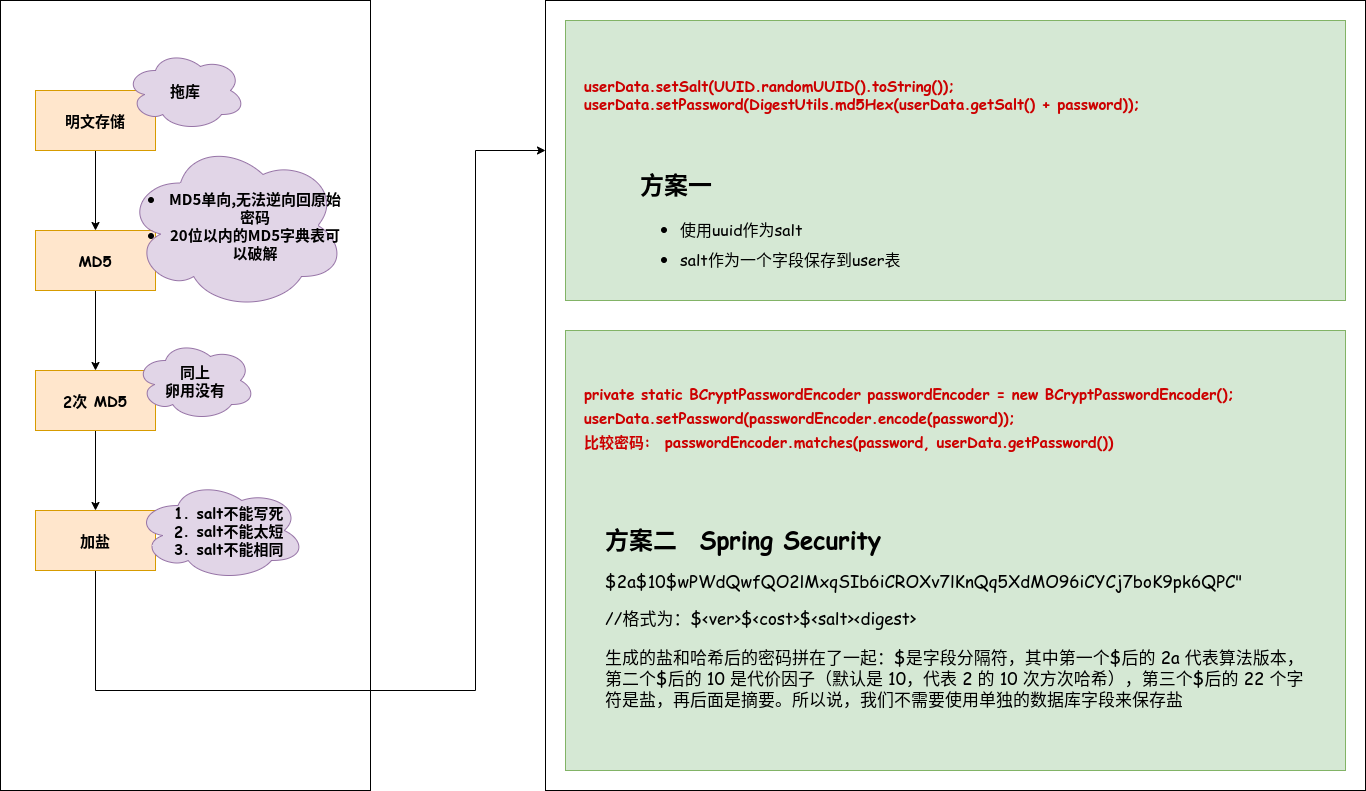 拖库
明文存储
MD5单向,无法逆向回原始
密码
20位以内的MD5字典表可
以破解
MD5
同上
卵用没有
2次 MD5
1. salt不能写死
2. salt不能太短
3. salt不能相同
加盐
userData.setSalt(UUID.randomUUID().toString());
userData.setPassword(DigestUtils.md5Hex(userData.getSalt() + password));
方案一
使用uuid作为salt
salt作为一个字段保存到user表
private static BCryptPasswordEncoder passwordEncoder = new BCryptPasswordEncoder();
userData.setPassword(passwordEncoder.encode(password));
比较密码： passwordEncoder.matches(password, userData.getPassword())
方案二 Spring Security
$2a$10$wPWdQwfQO2lMxqSIb6iCROXv7lKnQq5XdMO96iCYCj7boK9pk6QPC"
//格式为：$<ver>$<cost>$<salt><digest>
生成的盐和哈希后的密码拼在了一起：$是字段分隔符，其中第一个$后的 2a 代表算法版本，
第二个$后的 10 是代价因子（默认是 10，代表 2 的 10 次方次哈希），第三个$后的 22 个字
符是盐，再后面是摘要。所以说，我们不需要使用单独的数据库字段来保存盐